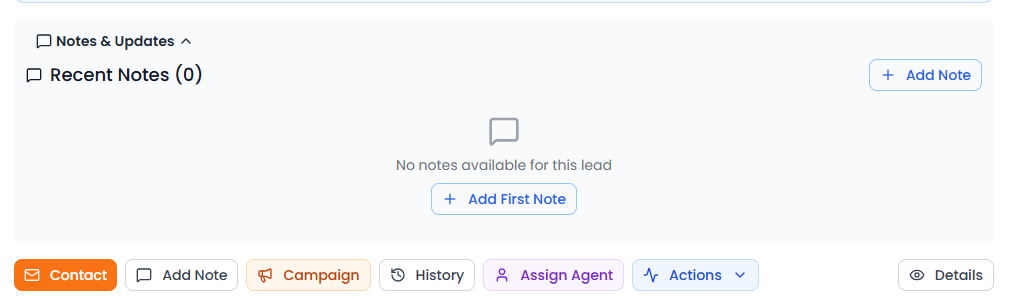 Notes & Updates
Recent Notes (0)
Add Note
No notes available for this lead
Add First Note
Contact
Add Note
Campaign
History
Assign Agent
Actions
Details